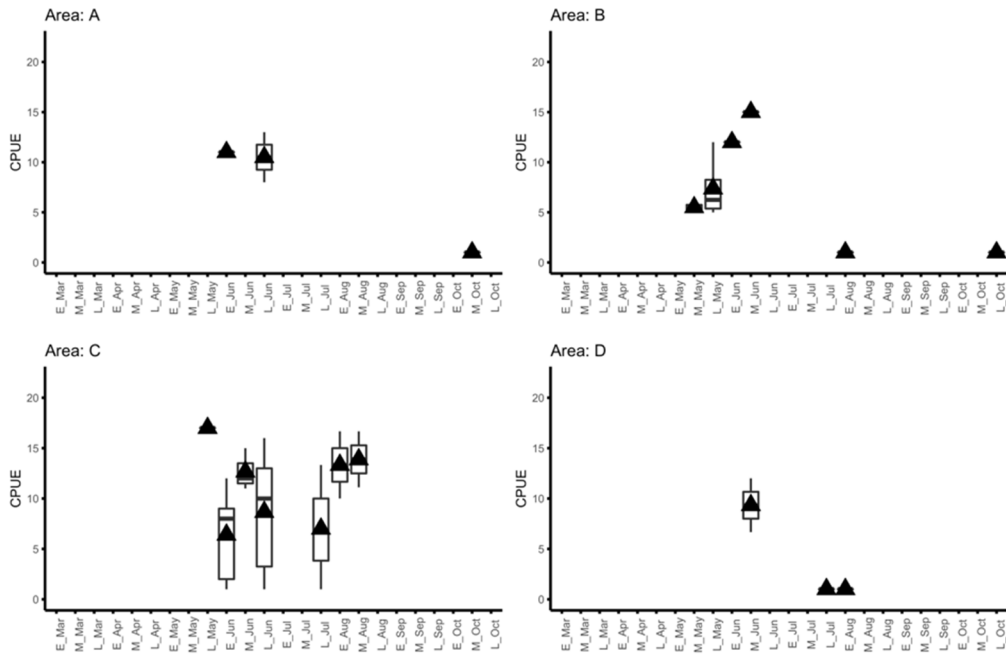 Area: A
CPUE
20
15
10
5
0
E_Mar
M_Mar
L_Mar
E_Apr
M_Apr
L_Apr
E_May
M_May
L_May
E_Jun
M_Jun
L_Jun
E_Jul
M_Jul
L_Jul
E_Aug
M_Aug
L_Aug
E_Sep
M_Sep
L_Sep
E_Oct
M_Oct
L_Oct
Area: B
CPUE
20
15
10
5
0
E_Mar
M_Mar
L_Mar
E_Apr
M_Apr
L_Apr
E_May
M_May
L_May
E_Jun
M_Jun
L_Jun
E_Jul
M_Jul
L_Jul
E_Aug
M_Aug
L_Aug
E_Sep
M_Sep
L_Sep
E_Oct
M_Oct
L_Oct
Area: C
CPUE
20
15
10
5
0
E_Mar
M_Mar
L_Mar
E_Apr
M_Apr
L_Apr
E_May
M_May
L_May
E_Jun
M_Jun
L_Jun
E_Jul
M_Jul
L_Jul
E_Aug
M_Aug
L_Aug
E_Sep
M_Sep
L_Sep
E_Oct
M_Oct
L_Oct
Area: D
CPUE
20
15
10
5
0
E_Mar
M_Mar
L_Mar
E_Apr
M_Apr
L_Apr
E_May
M_May
L_May
E_Jun
M_Jun
L_Jun
E_Jul
M_Jul
L_Jul
E_Aug
M_Aug
L_Aug
E_Sep
M_Sep
L_Sep
E_Oct
M_Oct
L_Oct